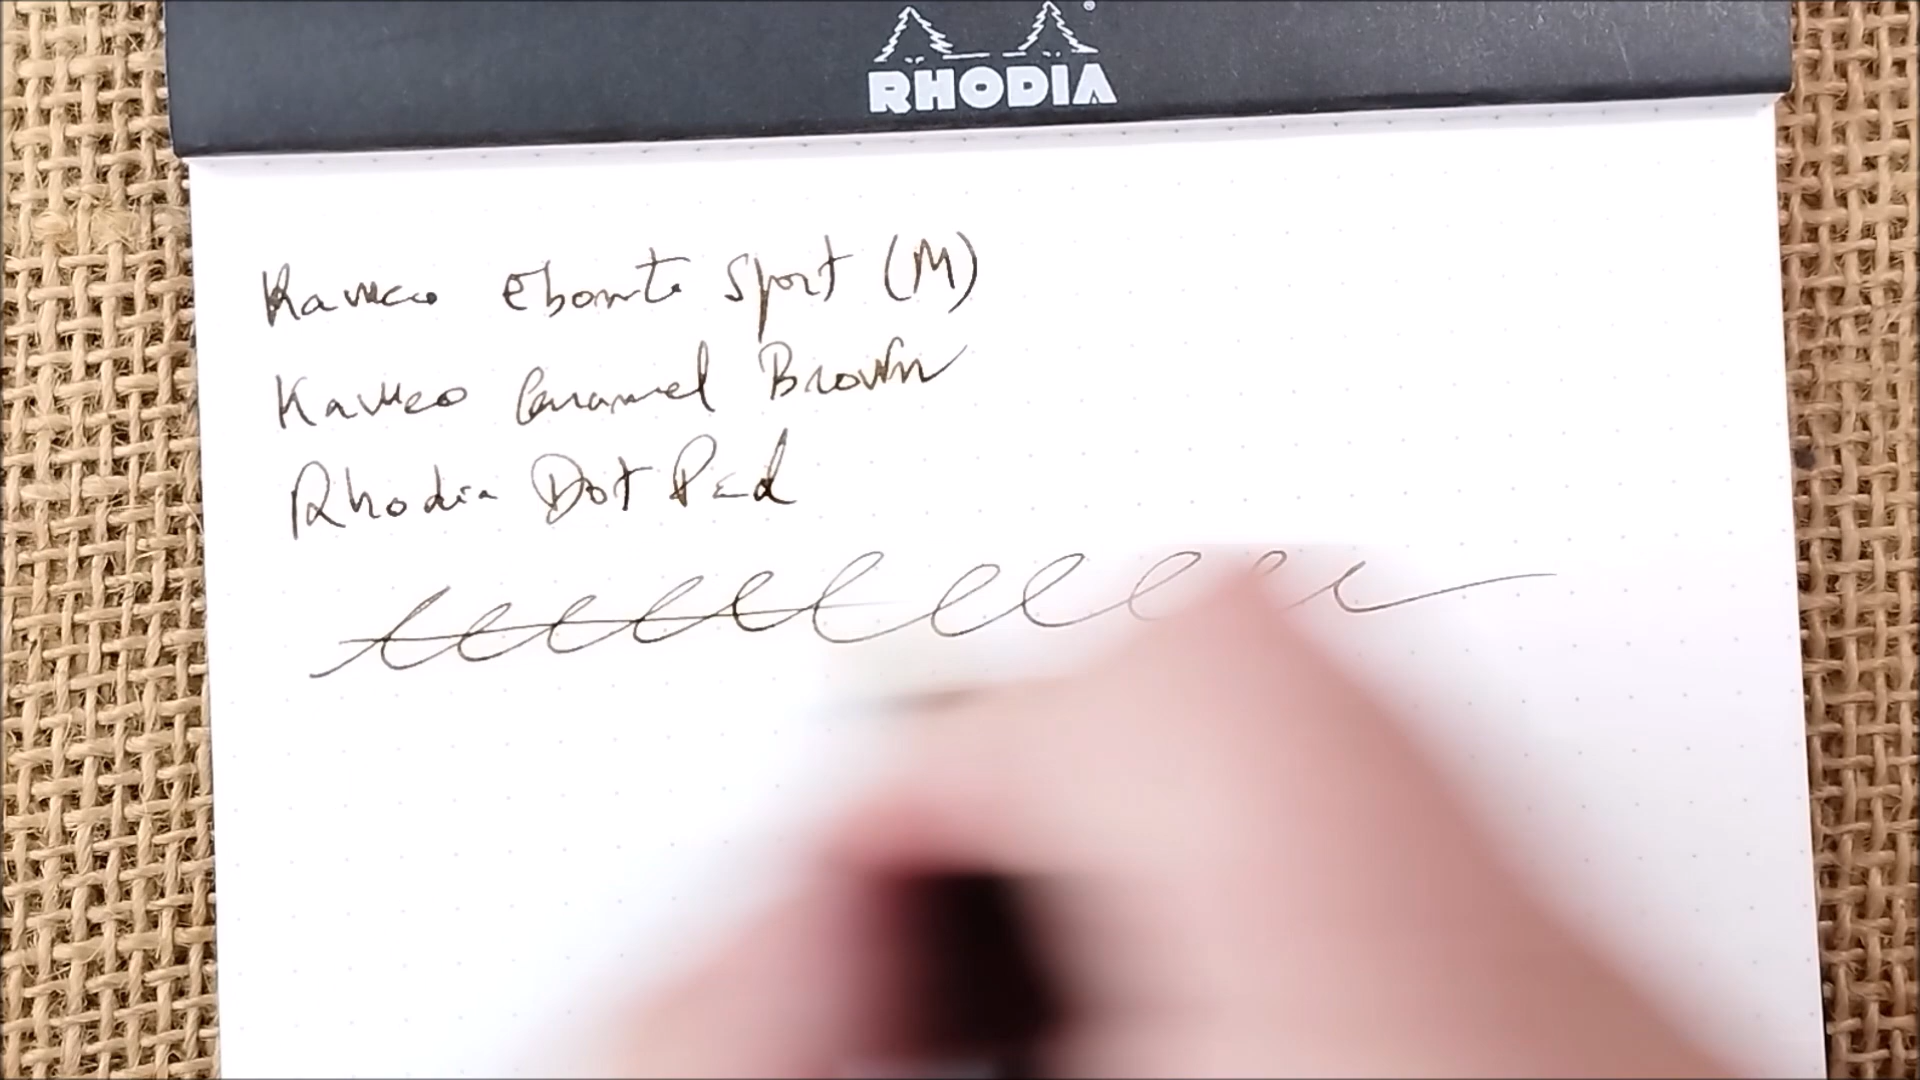 RHODIA
Kaweco Ebonite Sport (M)
Kaweco Caramel Brown
Rhodia Dot Pad